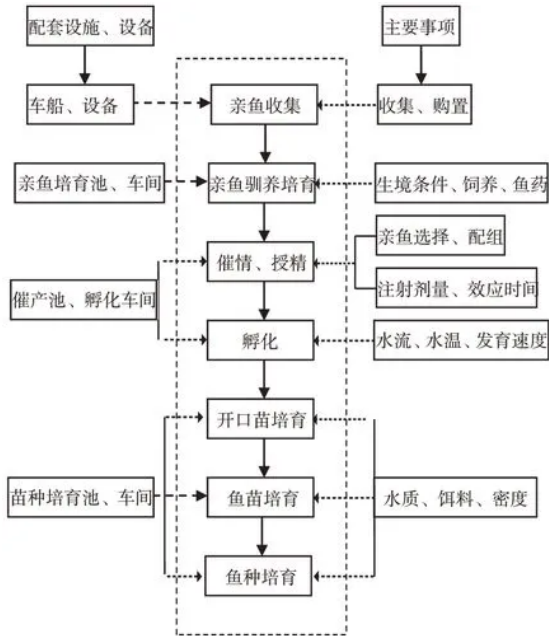 配套设施、设备
主要事项
车船、设备
亲鱼收集
收集、购置
亲鱼培育池、车间
亲鱼驯养培育
生境条件、饲养、鱼药
亲鱼选择、配组
催情、授精
注射剂量、效应时间
催产池、孵化车间
孵化
水流、水温、发育速度
开口苗培育
苗种培育池、车间
鱼苗培育
水质、饵料、密度
鱼种培育